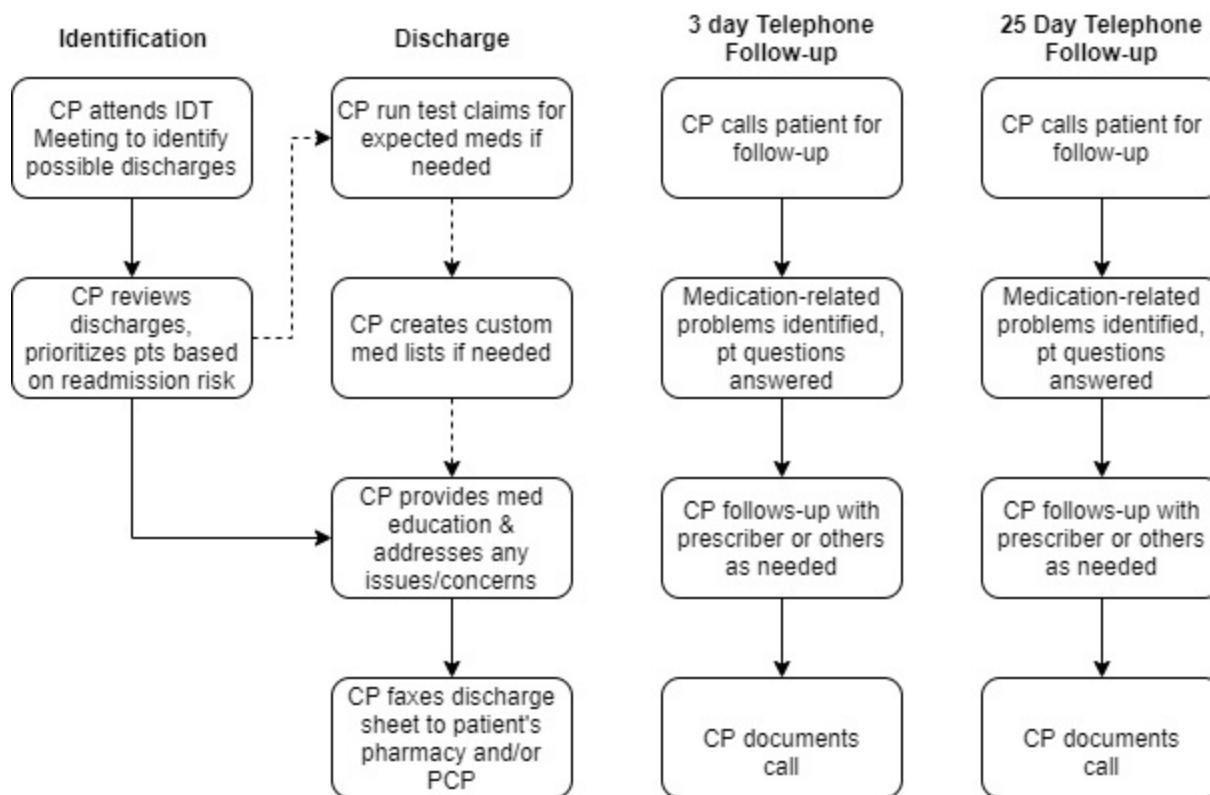 Identification
CP attends IDT
Meeting to identify
possible discharges
CP reviews
discharges,
prioritizes pts based
on readmission risk
Discharge
CP run test claims for
expected meds if
needed
CP creates custom
med lists if needed
CP provides med
education &
addresses any
issues/concerns
CP faxes discharge
sheet to patient's
pharmacy and/or
PCP
3 day Telephone
Follow-up
CP calls patient for
follow-up
Medication-related
problems identified,
pt questions
answered
CP follows-up with
prescriber or others
as needed
CP documents
call
25 Day Telephone
Follow-up
CP calls patient for
follow-up
Medication-related
problems identified,
pt questions
answered
CP follows-up with
prescriber or others
as needed
CP documents
call